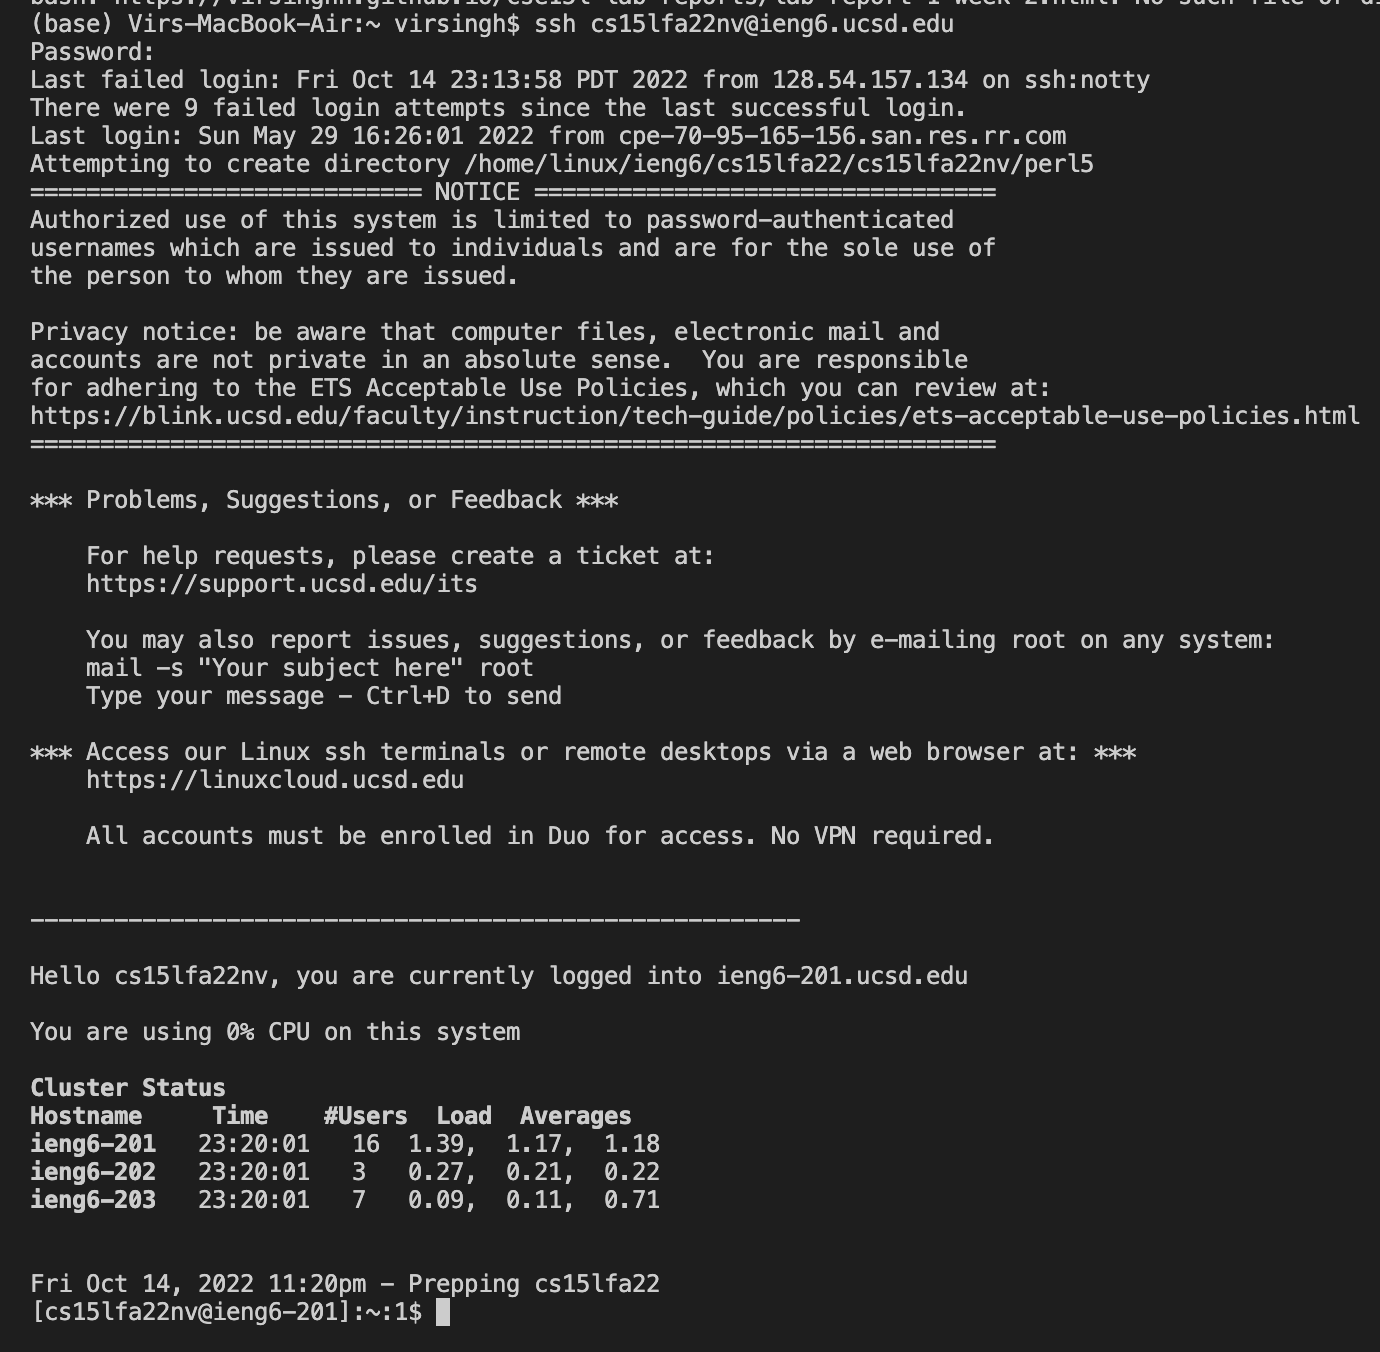 bash: https://virsinghh.github.io/cse15l-lab-reports/lab-report-1-week-2.html: No such file or di
(base) Virs-MacBook-Air:~ virsingh$ ssh cs15lfa22nv@ieng6.ucsd.edu
Password:
Last failed login: Fri Oct 14 23:13:58 PDT 2022 from 128.54.157.134 on ssh:notty
There were 9 failed login attempts since the last successful login.
Last login: Sun May 29 16:26:01 2022 from cpe-70-95-165-156.san.res.rr.com
Attempting to create directory /home/linux/ieng6/cs15lfa22/cs15lfa22nv/perl5
============================ NOTICE =================================
Authorized use of this system is limited to password-authenticated
usernames which are issued to individuals and are for the sole use of
the person to whom they are issued.

Privacy notice: be aware that computer files, electronic mail and
accounts are not private in an absolute sense.  You are responsible
for adhering to the ETS Acceptable Use Policies, which you can review at:
https://blink.ucsd.edu/faculty/instruction/tech-guide/policies/ets-acceptable-use-policies.html
=====================================================================

*** Problems, Suggestions, or Feedback ***

    For help requests, please create a ticket at:
    https://support.ucsd.edu/its

    You may also report issues, suggestions, or feedback by e-mailing root on any system:
    mail -s "Your subject here" root
    Type your message - Ctrl+D to send

*** Access our Linux ssh terminals or remote desktops via a web browser at: ***
    https://linuxcloud.ucsd.edu

    All accounts must be enrolled in Duo for access. No VPN required.

-------------------------------------------------------

Hello cs15lfa22nv, you are currently logged into ieng6-201.ucsd.edu

You are using 0% CPU on this system

Cluster Status
Hostname     Time    #Users  Load  Averages
ieng6-201   23:20:01   16  1.39,  1.17,  1.18
ieng6-202   23:20:01   3   0.27,  0.21,  0.22
ieng6-203   23:20:01   7   0.09,  0.11,  0.71

Fri Oct 14, 2022 11:20pm - Prepping cs15lfa22
[cs15lfa22nv@ieng6-201]:~:1$